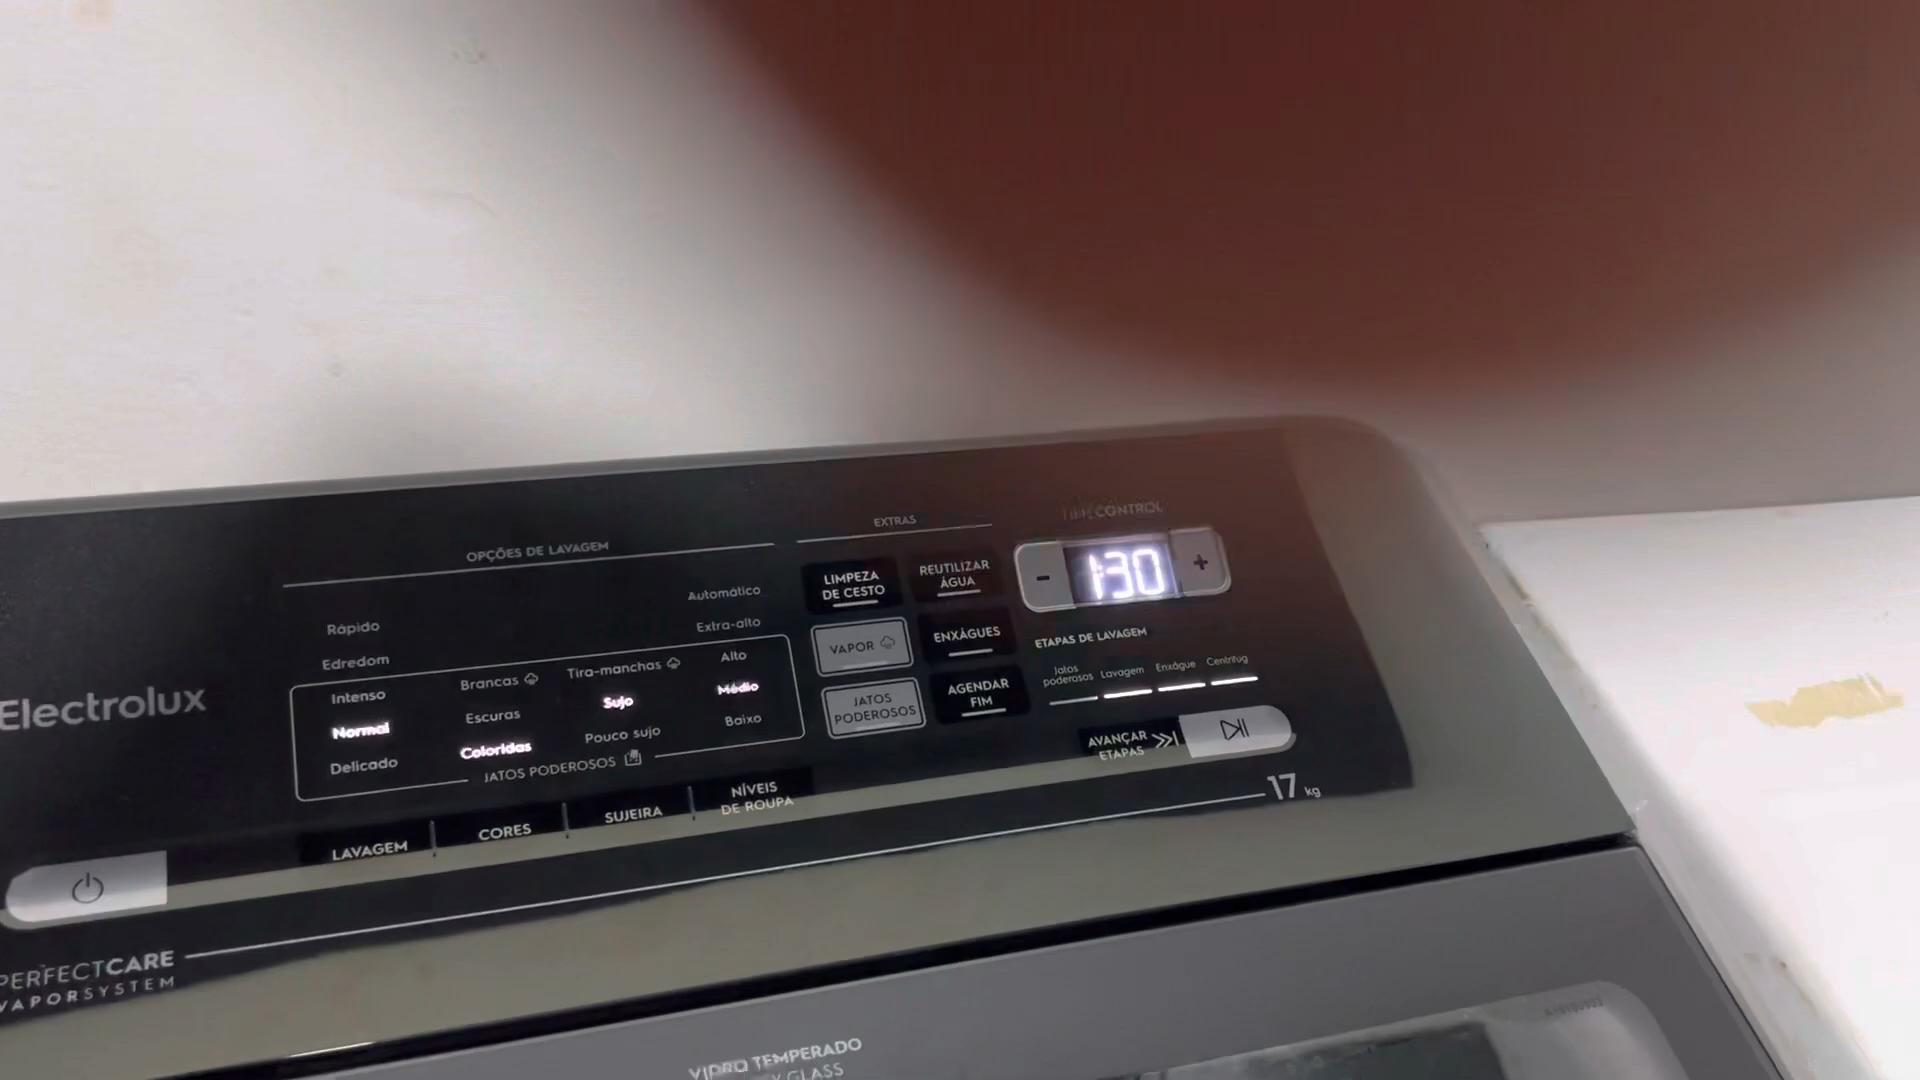 OPÇÕES DE LAVAGEM
EXTRAS
TIMECONTROL
Rápido
Edredom
Intenso
Normal
Delicado
Brancas
Escuras
Coloridas
Tira-manchas
Sujo
Pouco sujo
Automático
Extra-alto
Alto
Médio
Baixo
JATOS PODEROSOS
LIMPEZA
DE CESTO
REUTILIZAR
ÁGUA
VAPOR
ENXÁGUES
JATOS
PODEROSOS
AGENDAR
FIM
-
1:30
+
ETAPAS DE LAVAGEM
Jatos
poderosos
Lavagem
Enxágue
Centrifug
AVANÇAR
ETAPAS
17 kg
Electrolux
LAVAGEM
CORES
SUJEIRA
NÍVEIS
DE ROUPA
PERFECTCARE
VAPORSYSTEM
VIDRO TEMPERADO
GLASS